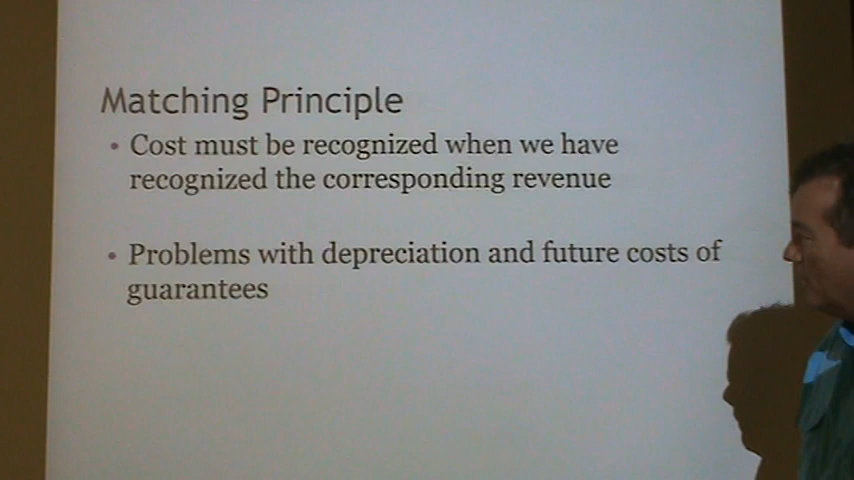 Matching Principle
• Cost must be recognized when we have
recognized the corresponding revenue
• Problems with depreciation and future costs of
guarantees